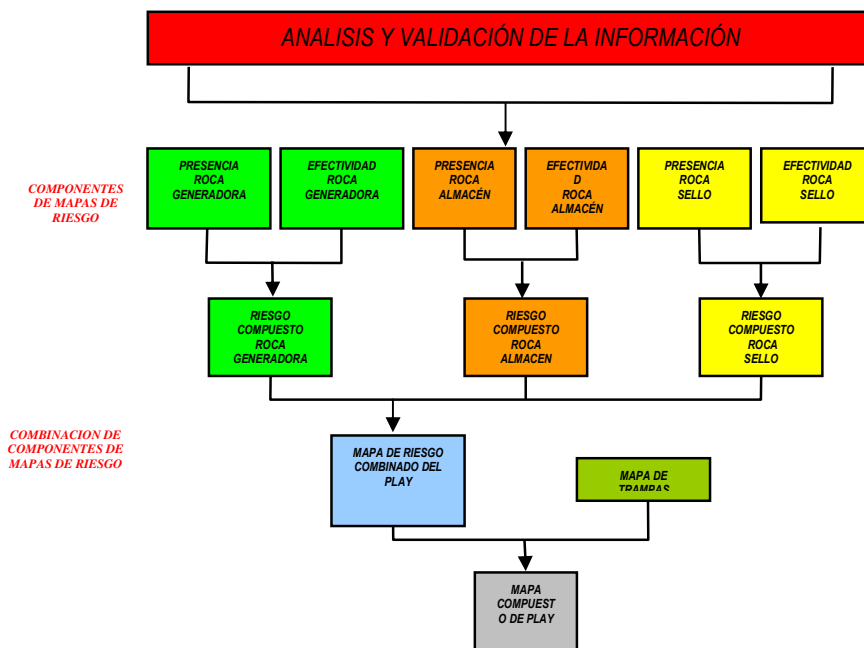 ANALISIS Y VALIDACIÓN DE LA INFORMACIÓN
COMPONENTES
DE MAPAS DE
RIESGO
PRESENCIA
ROCA
GENERADORA
EFECTIVIDAD
ROCA
GENERADORA
PRESENCIA
ROCA
ALMACÉN
EFECTIVIDA
D
ROCA
ALMACÉN
PRESENCIA
ROCA
SELLO
EFECTIVIDAD
ROCA
SELLO
RIESGO
COMPUESTO
ROCA
GENERADORA
RIESGO
COMPUESTO
ROCA
ALMACEN
RIESGO
COMPUESTO
ROCA
SELLO
COMBINACION DE
COMPONENTES DE
MAPAS DE RIESGO
MAPA DE RIESGO
COMBINADO DEL
PLAY
MAPA DE
TRAMPAS
MAPA
COMPUEST
O DE PLAY